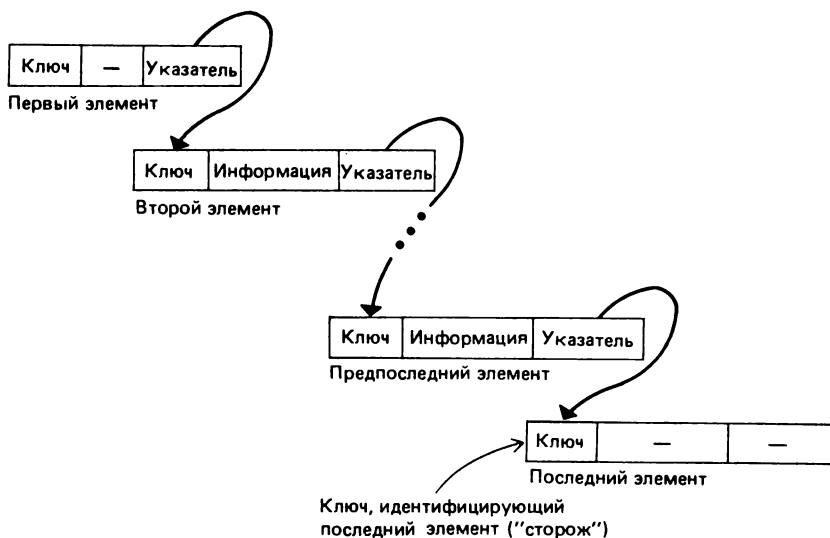 Ключ — Указатель
Первый элемент
Ключ Информация Указатель
Второй элемент
Ключ Информация Указатель
Предпоследний элемент
Ключ — —
Последний элемент
Ключ, идентифицирующий
последний элемент ("сторож")